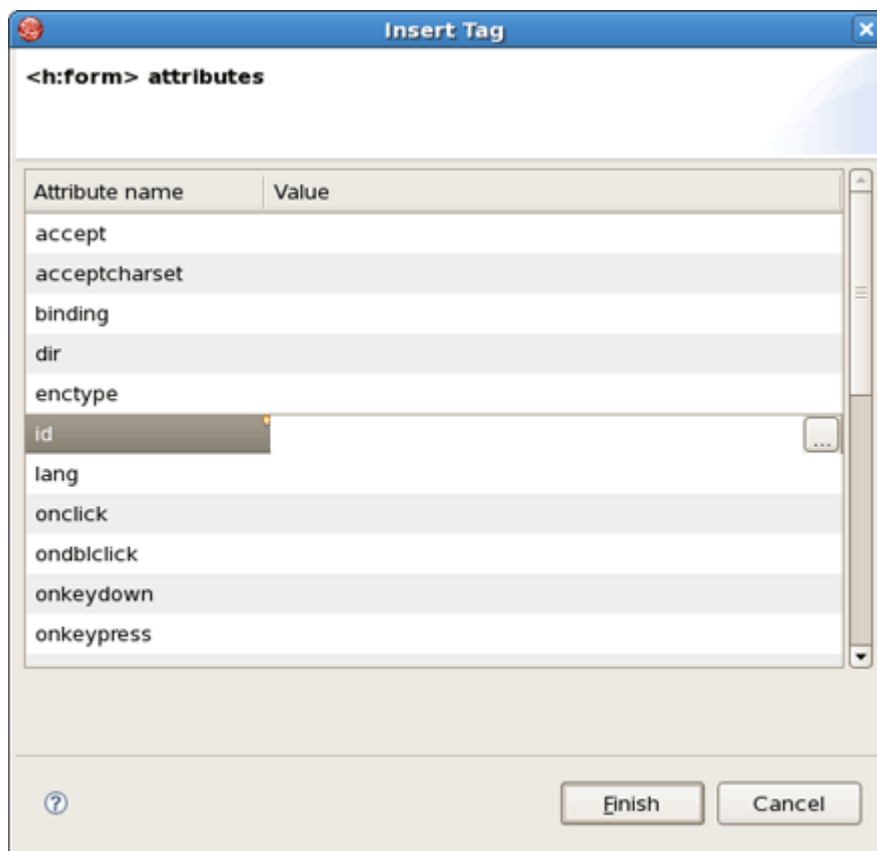 Insert Tag
<h:form> attributes
Attribute name Value
accept
acceptcharset
binding
dir
enctype
id
...
lang
onclick
ondblclick
onkeydown
onkeypress
?
Finish Cancel